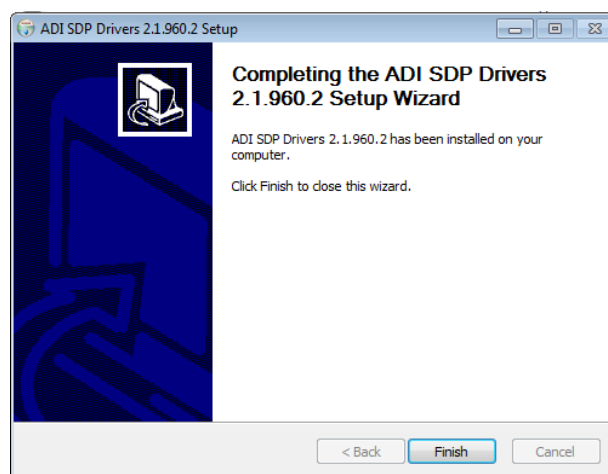 ADI SDP Drivers 2.1.960.2 Setup
Completing the ADI SDP Drivers
2.1.960.2 Setup Wizard
ADI SDP Drivers 2.1.960.2 has been installed on your
computer.
Click Finish to close this wizard.
< Back Finish Cancel